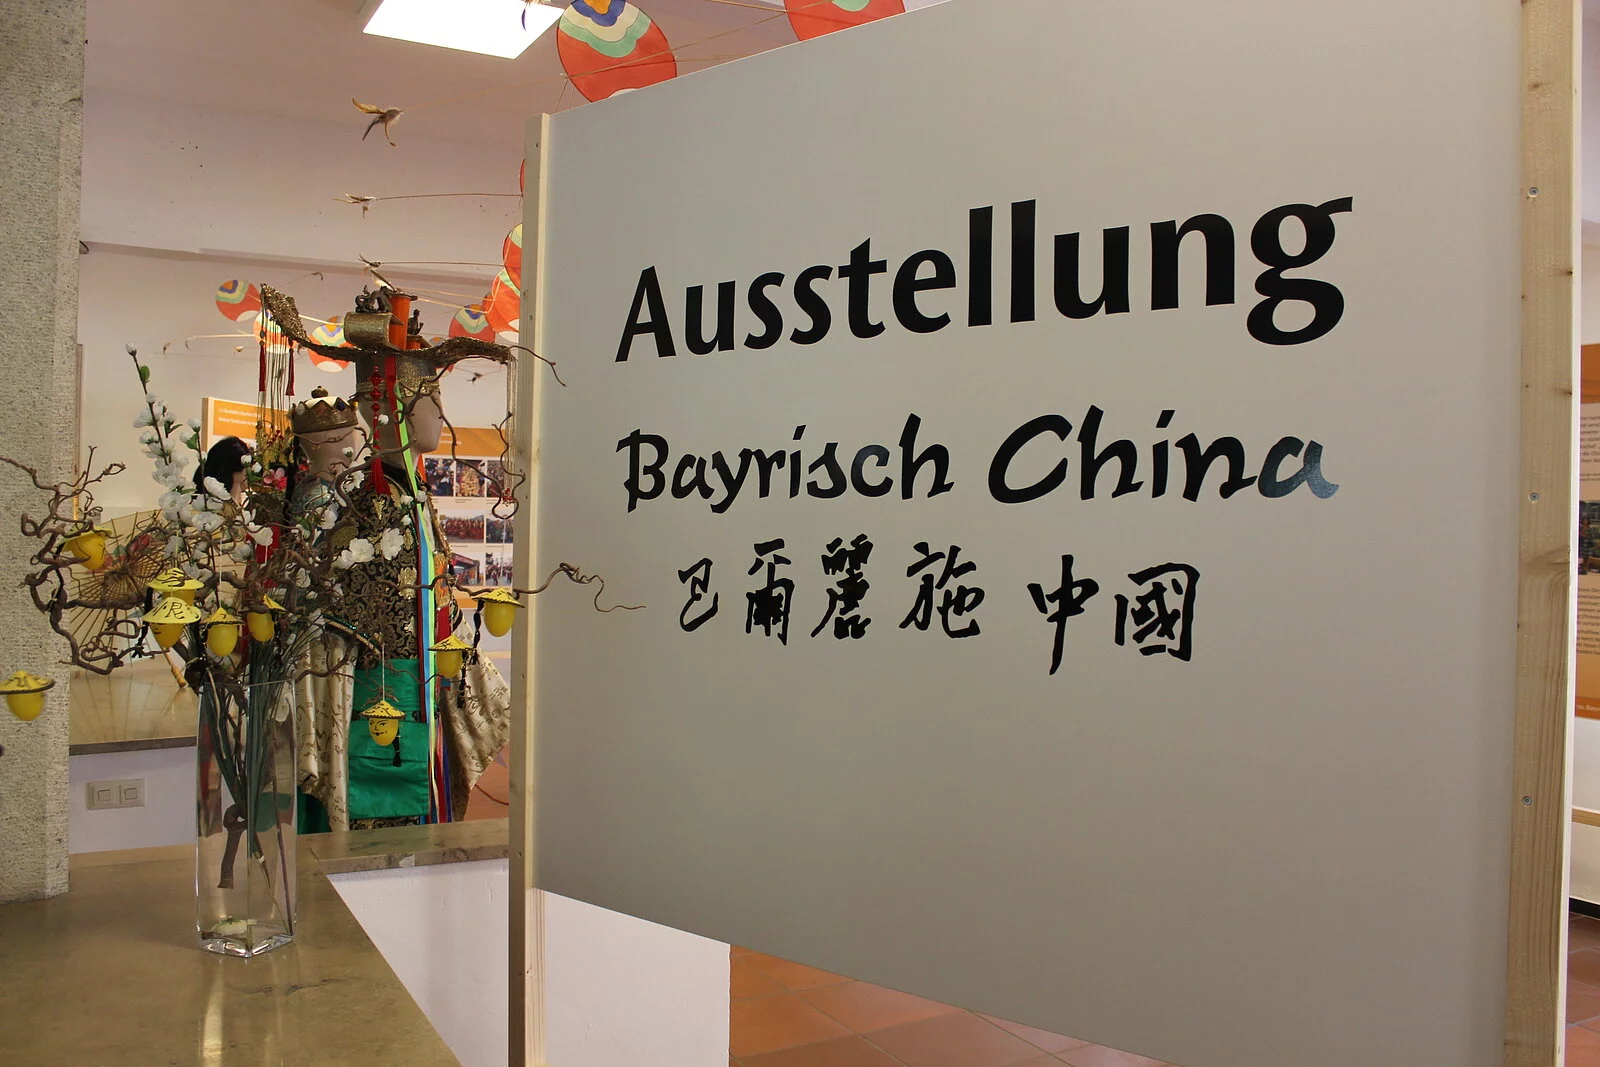 Ausstellung
Bayrisch China
巴爾麗施 中國